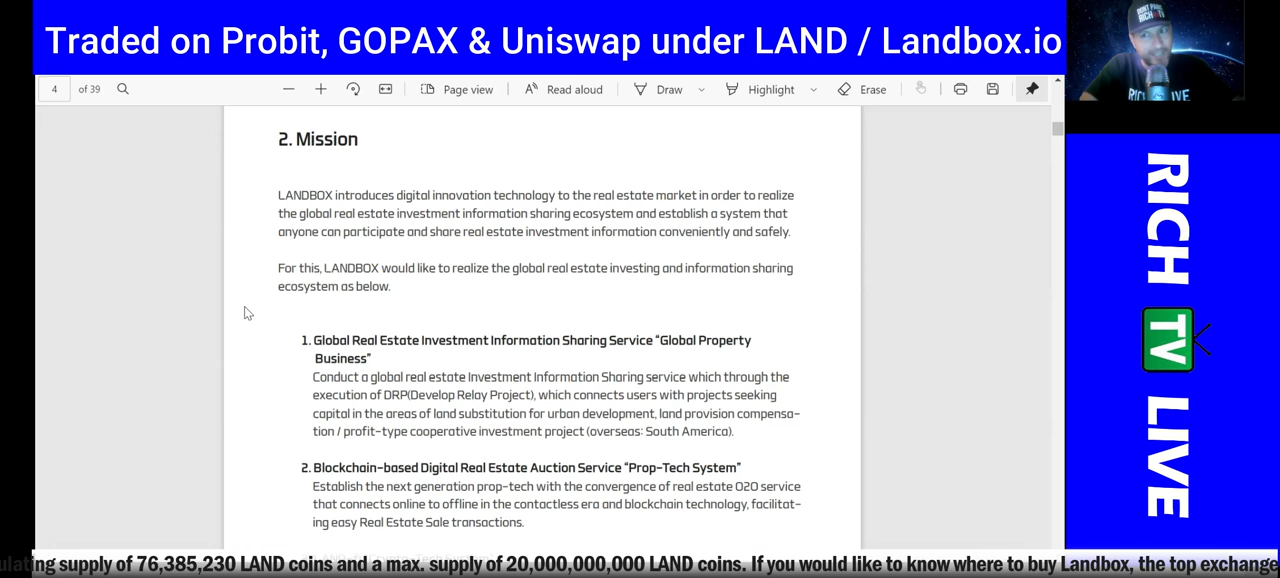 Traded on Probit, GOPAX & Uniswap under LAND / Landbox.io
4 of 39
Page view
Read aloud
Draw
Highlight
Erase
2. Mission
LANDBOX introduces digital innovation technology to the real estate market in order to realize
the global real estate investment information sharing ecosystem and establish a system that
anyone can participate and share real estate investment information conveniently and safely.
For this, LANDBOX would like to realize the global real estate investing and information sharing
ecosystem as below.
1. Global Real Estate Investment Information Sharing Service “Global Property
Business”
Conduct a global real estate Investment Information Sharing service which through the
execution of DRP(Develop Relay Project), which connects users with projects seeking
capital in the areas of land substitution for urban development, land provision compensa-
tion / profit-type cooperative investment project (overseas: South America).
2. Blockchain-based Digital Real Estate Auction Service “Prop-Tech System”
Establish the next generation prop-tech with the convergence of real estate O2O service
that connects online to offline in the contactless era and blockchain technology, facilitat-
ing easy Real Estate Sale transactions.
ulating supply of 76,385,230 LAND coins and a max. supply of 20,000,000,000 LAND coins. If you would like to know where to buy Landbox, the top exchange
RICH
TV
LIVE